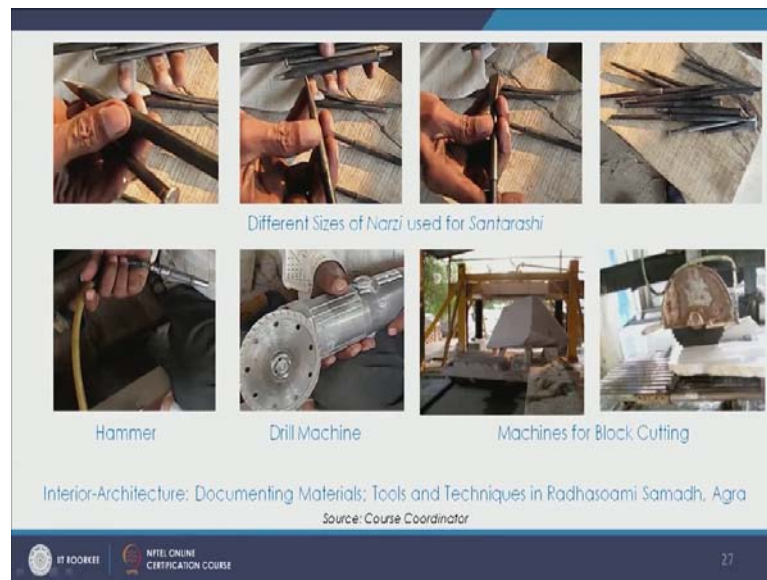 Different Sizes of Narzi used for Santarashi
Hammer
Drill Machine
Machines for Block Cutting
Interior-Architecture: Documenting Materials; Tools and Techniques in Radhasoami Samadh, Agra
Source: Course Coordinator
IIT ROORKEE
NPTEL ONLINE
CERTIFICATION COURSE
27